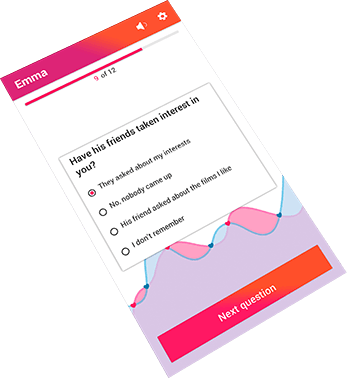 Emma
9 of 12
Have his friends taken interest in
you?
They asked about my interests
No, nobody came up
His friend asked about the films I like
I don't remember
Next question